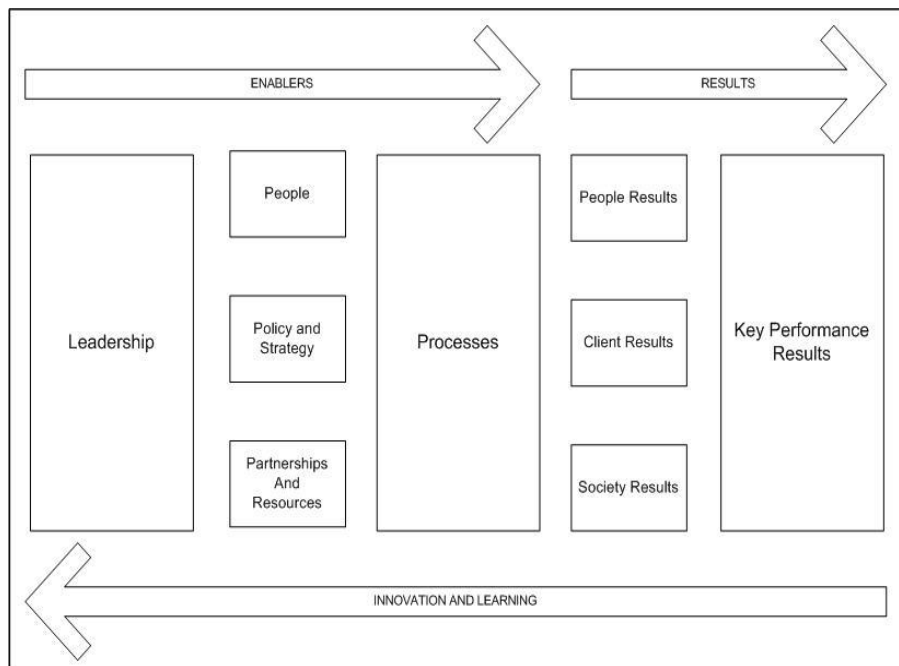 ENABLERS
RESULTS
People
People Results
Leadership
Policy and
Strategy
Processes
Client Results
Key Performance
Results
Partnerships
And
Resources
Society Results
INNOVATION AND LEARNING